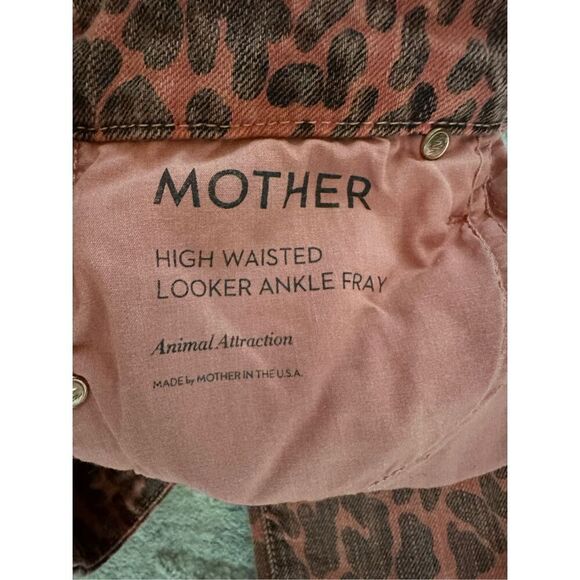 MOTHER
HIGH WAISTED
LOOKER ANKLE FRAY
Animal Attraction
MADE by MOTHER IN THE U.S.A.